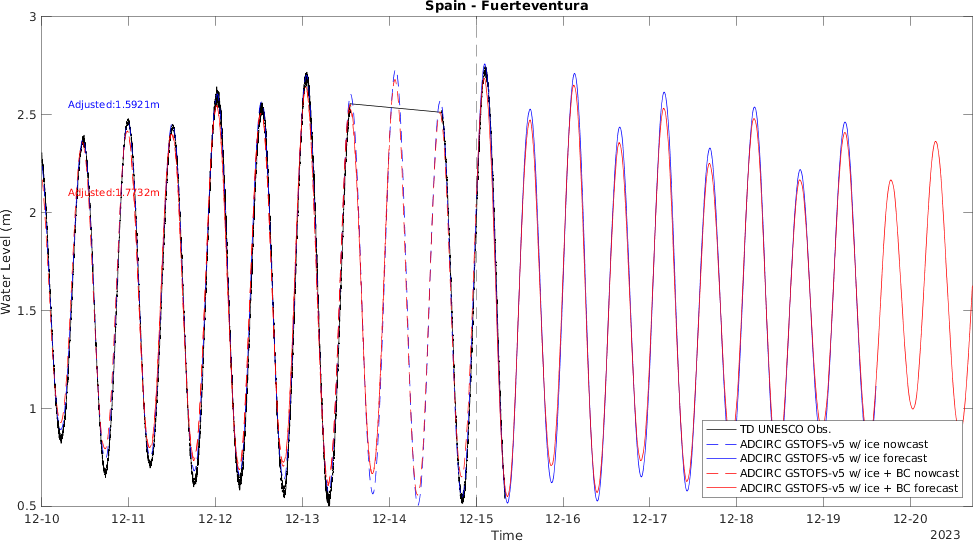 Spain - Fuerteventura
Water Level (m)
3
2.5
2
1.5
1
0.5
Adjusted:1.5921m
Adjusted:1.7732m
TD UNESCO Obs.
ADCIRC GSTOFS-v5 w/ ice nowcast
ADCIRC GSTOFS-v5 w/ ice forecast
ADCIRC GSTOFS-v5 w/ ice + BC nowcast
ADCIRC GSTOFS-v5 w/ ice + BC forecast
12-10 12-11 12-12 12-13 12-14 12-15 12-16 12-17 12-18 12-19 12-20
Time
2023